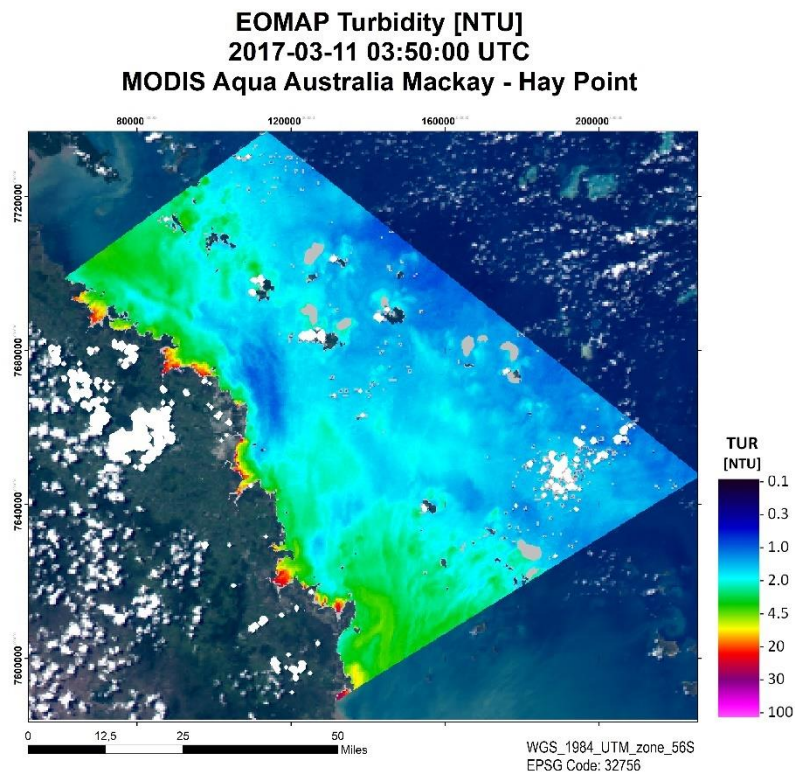 EOMAP Turbidity [NTU]
2017-03-11 03:50:00 UTC
MODIS Aqua Australia Mackay - Hay Point
80000 120000 160000 200000
7720000
7680000
7640000
7600000
TUR
[NTU]
0.1
0.3
1.0
2.0
4.5
20
30
100
0 12,5 25 50
Miles
WGS_1984_UTM_zone_56S
EPSG Code: 32756